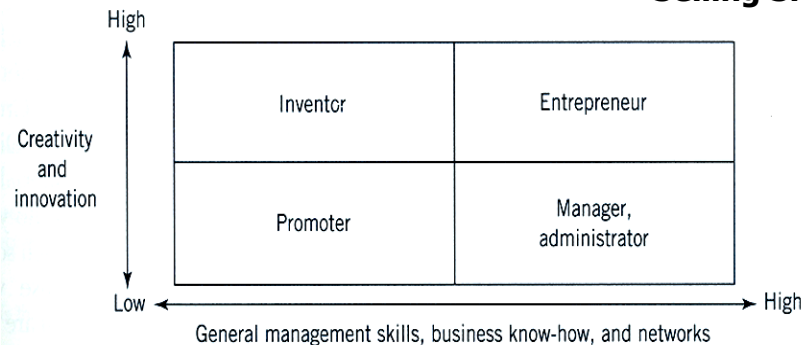 High
Inventor
Entrepreneur
Creativity
and
innovation
Promoter
Manager,
administrator
Low
High
General management skills, business know-how, and networks